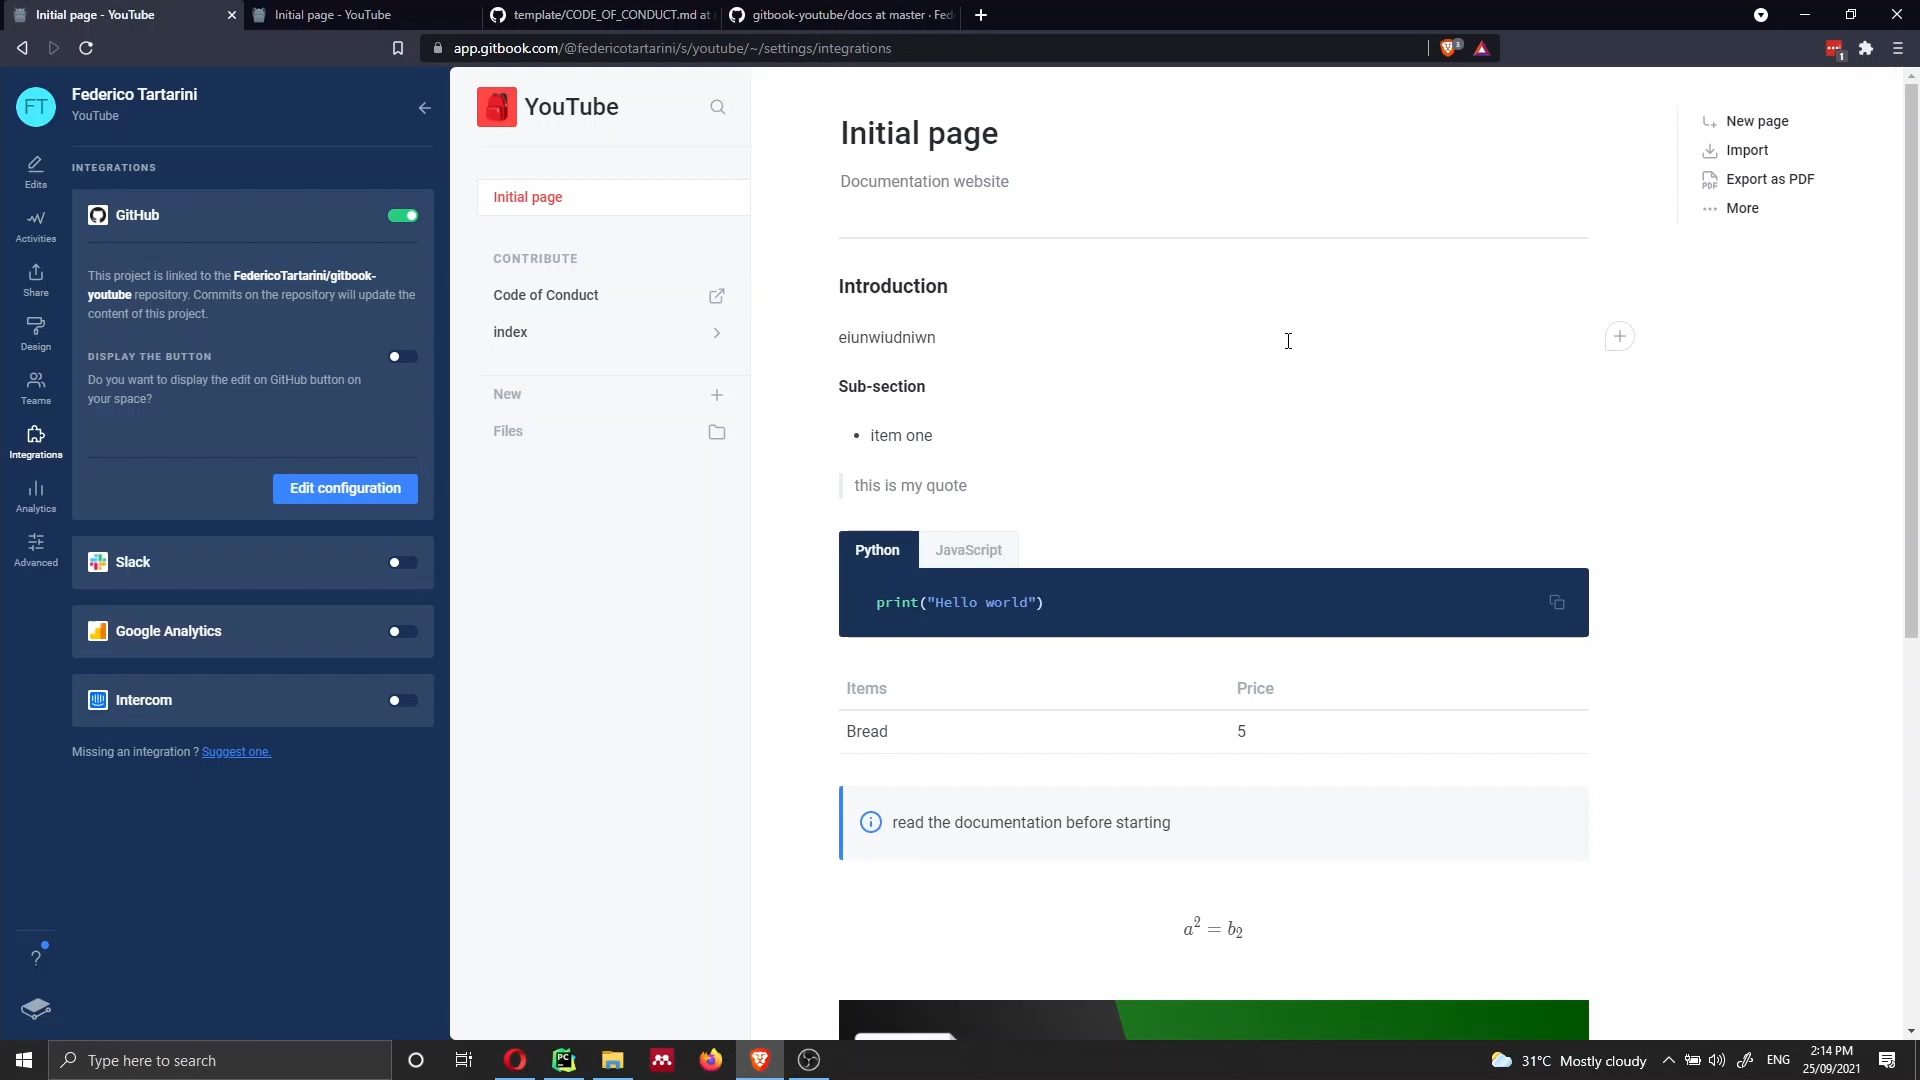 Initial page - YouTube
Initial page - YouTube
template/CODE_OF_CONDUCT.md at
gitbook-youtube/docs at master · Fed
app.gitbook.com/@federicotartarini/s/youtube/~/settings/integrations
3
1
FT
Federico Tartarini
YouTube
Edits
Activities
Share
Design
Teams
Integrations
Analytics
Advanced
?
INTEGRATIONS
GitHub
This project is linked to the FedericoTartarini/gitbook-
youtube repository. Commits on the repository will update the
content of this project.
DISPLAY THE BUTTON
Do you want to display the edit on GitHub button on
your space?
Edit configuration
Slack
Google Analytics
Intercom
Missing an integration ? Suggest one.
YouTube
Initial page
CONTRIBUTE
Code of Conduct
index
New
Files
Initial page
Documentation website
Introduction
eiunwiudniwn
Sub-section
• item one
this is my quote
Python JavaScript
print("Hello world")
Items Price
Bread 5
read the documentation before starting
a² = b₂
New page
Import
PDF Export as PDF
More
Type here to search
PC
31°C Mostly cloudy
ENG
2:14 PM
25/09/2021